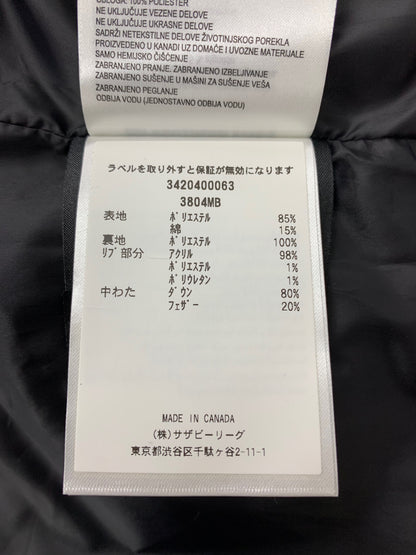 OBLOGA: 100% POLIESTER
NE UKLJUČUJE VEZENE DELOVE
NE UKLJUČUJE UKRASNE DELOVE
SADRŽI NETEKSTILNE DELOVE ŽIVOTINJSKOG POREKLA
PROIZVEDENO U KANADI UZ DOMAĆE I UVOZNE MATERIJALE
SAMO HEMIJSKO ČIŠĆENJE
ZABRANJENO PRANJE. ZABRANJENO IZBELJIVANJE
ZABRANJENO SUŠENJE U MAŠINI ZA SUŠENJE VEŠA
ZABRANJENO PEGLANJE
ODBIJA VODU (JEDNOSTAVNO ODBIJA VODU)
ラベルを取り外すと保証が無効になります
3420400063
3804MB
表地 ポリエステル 85%
綿 15%
裏地 ポリエステル 100%
リブ部分 アクリル 98%
ポリエステル 1%
ポリウレタン 1%
中わた ダウン 80%
フェザー 20%
MADE IN CANADA
(株)サザビーリーグ
東京都渋谷区千駄ヶ谷2-11-1